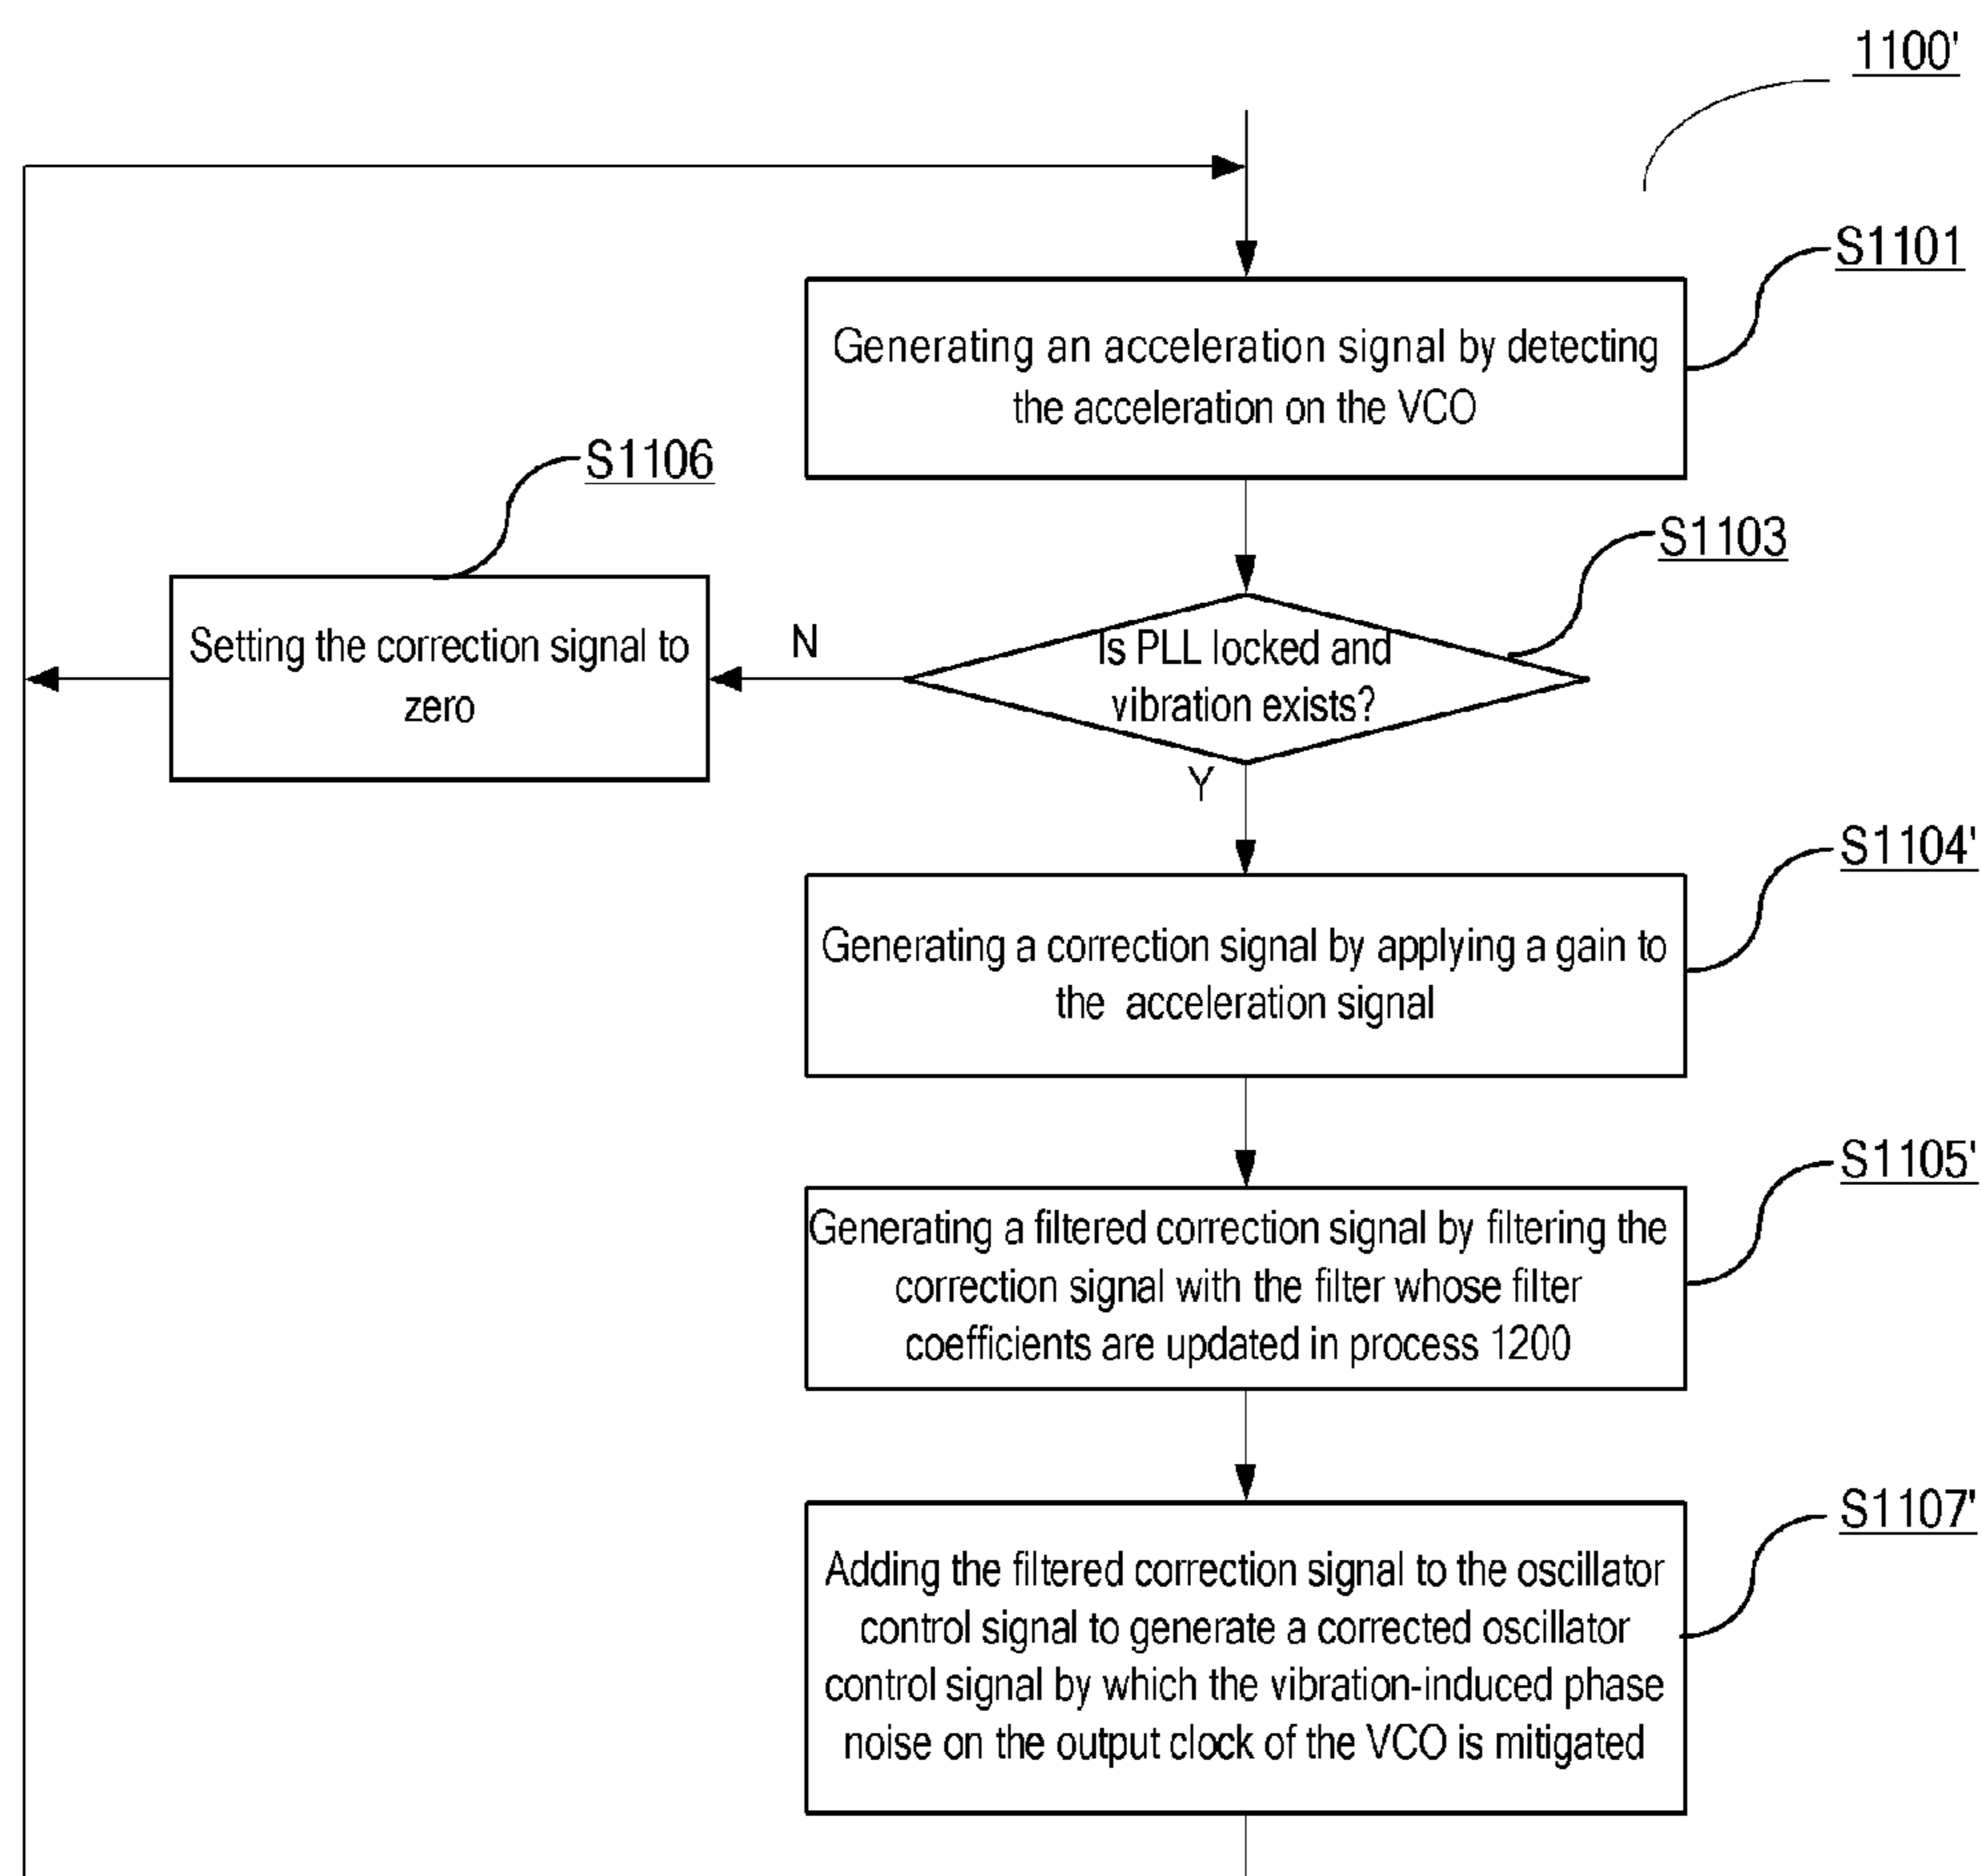 1100'
S1101
Generating an acceleration signal by detecting
the acceleration on the VCO
S1106
S1103
Setting the correction signal to
zero
N
Is PLL locked and
vibration exists?
Y
S1104'
Generating a correction signal by applying a gain to
the acceleration signal
S1105'
Generating a filtered correction signal by filtering the
correction signal with the filter whose filter
coefficients are updated in process 1200
S1107'
Adding the filtered correction signal to the oscillator
control signal to generate a corrected oscillator
control signal by which the vibration-induced phase
noise on the output clock of the VCO is mitigated